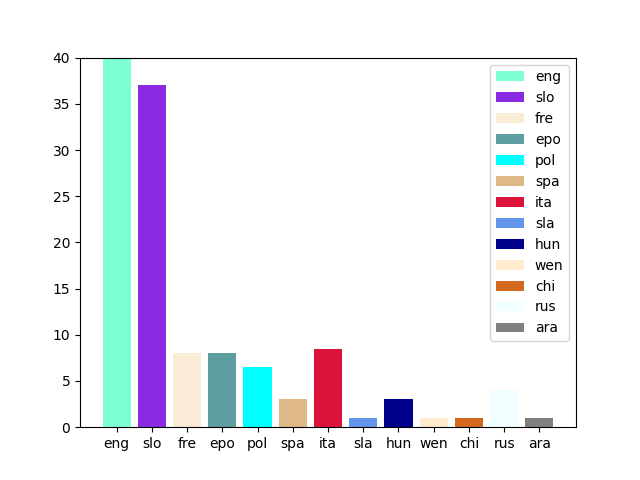 40
35
30
25
20
15
10
5
0
eng slo fre epo pol spa ita sla hun wen chi rus ara
eng
slo
fre
epo
pol
spa
ita
sla
hun
wen
chi
rus
ara